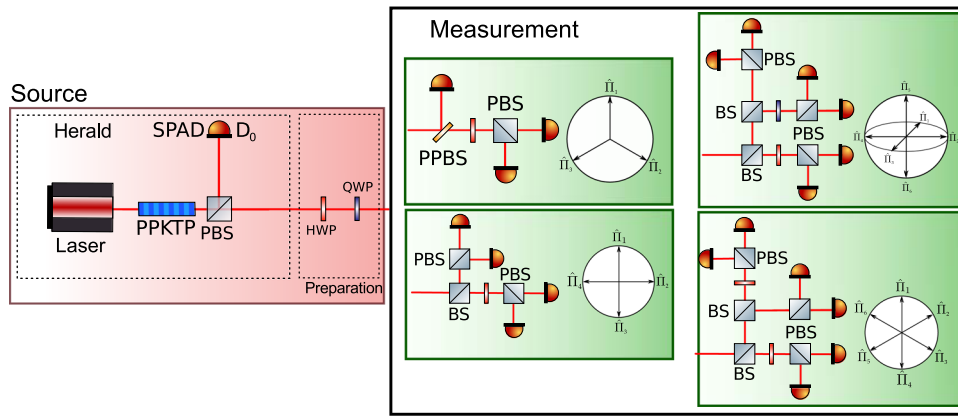 Measurement
Source
Herald
SPAD
D₀
Laser
PPKTP
PBS
HWP
QWP
Preparation
PPBS
PBS
Π̂₁
Π̂₂
Π̂₃
PBS
BS
PBS
Π̂₁
Π̂₂
Π̂₃
Π̂₄
PBS
BS
PBS
BS
PBS
BS
PBS
BS
Π̂₁
Π̂₂
Π̂₃
Π̂₄
Π̂₅
Π̂₆